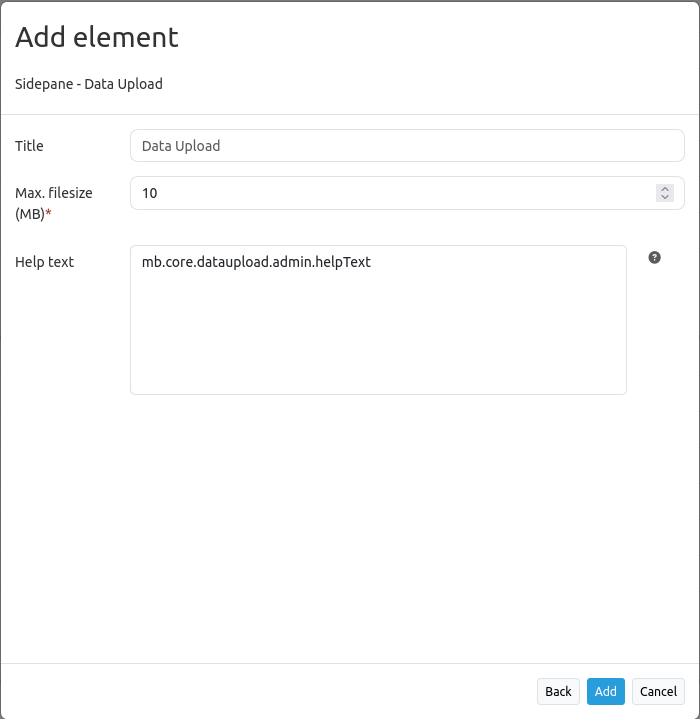 Add element
Sidepane - Data Upload
Title
Data Upload
Max. filesize
(MB)*
10
Help text
mb.core.dataupload.admin.helpText
?
Back
Add
Cancel